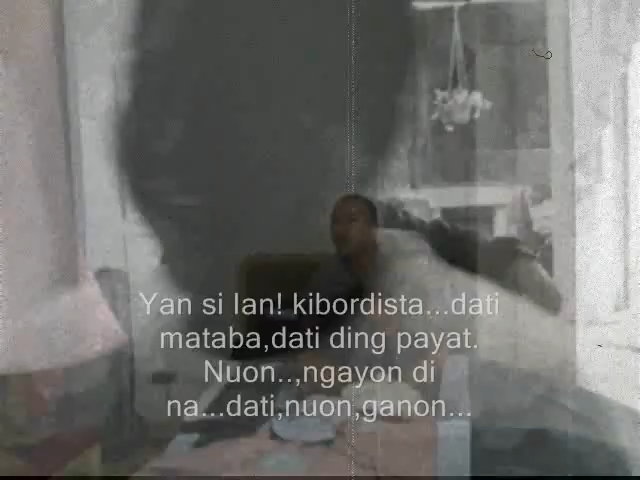 Yan si Ian! kibordista...dati
mataba,dati ding payat.
Nuon..,ngayon di
na...dati,nuon,ganon...